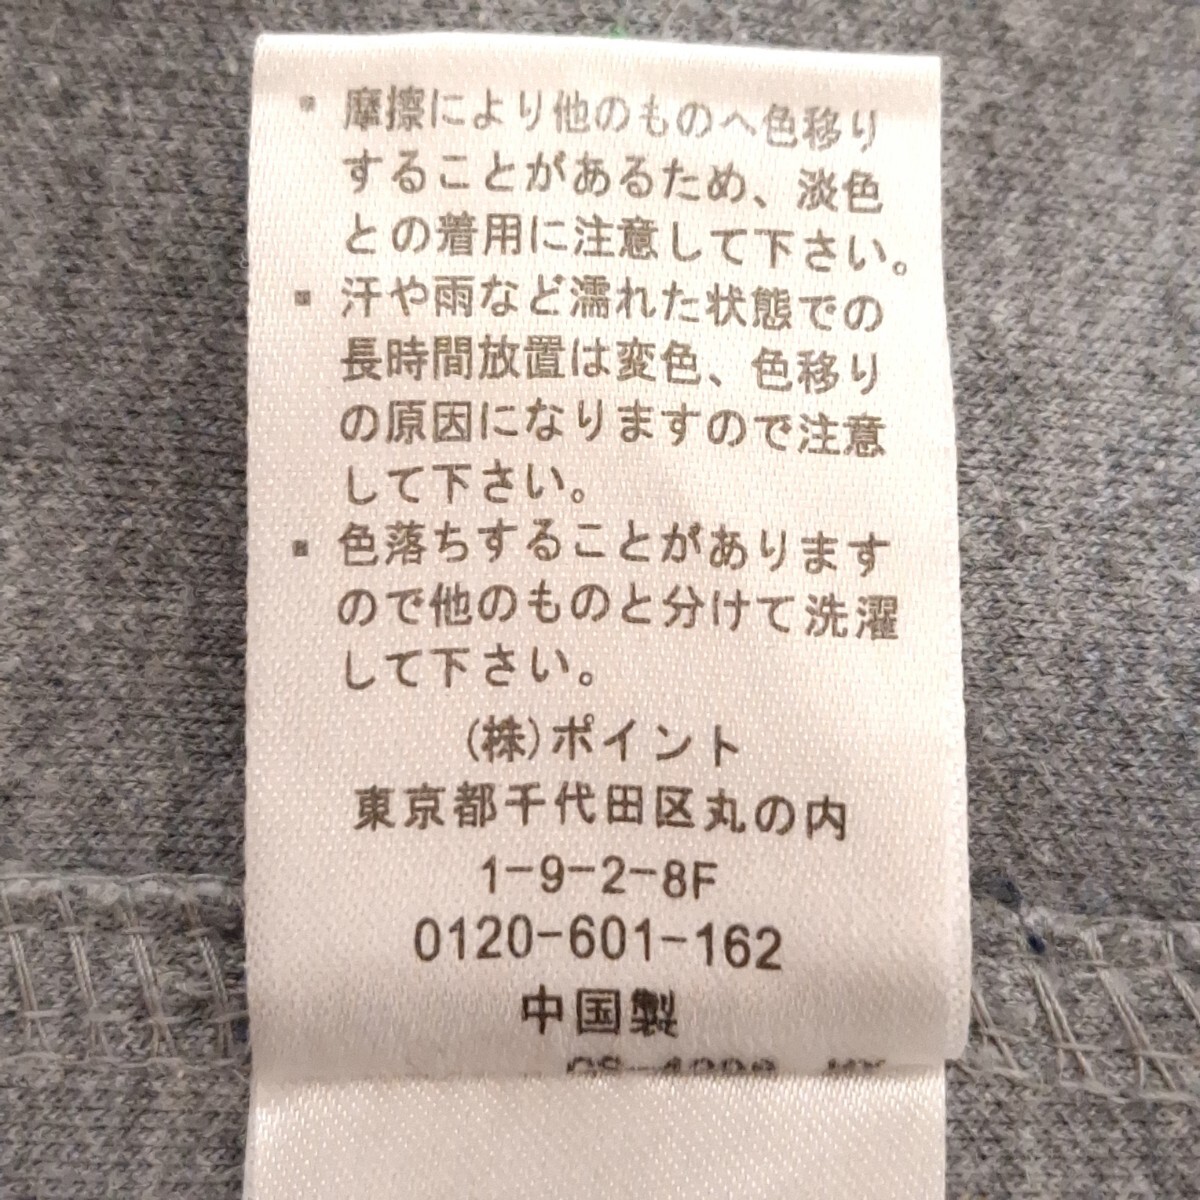 ▪ 摩擦により他のものへ色移り
することがあるため、淡色
との着用に注意して下さい。
▪ 汗や雨など濡れた状態での
長時間放置は変色、色移り
の原因になりますので注意
して下さい。
▪ 色落ちすることがあります
ので他のものと分けて洗濯
して下さい。
(株)ポイント
東京都千代田区丸の内
1-9-2-8F
0120-601-162
中国製